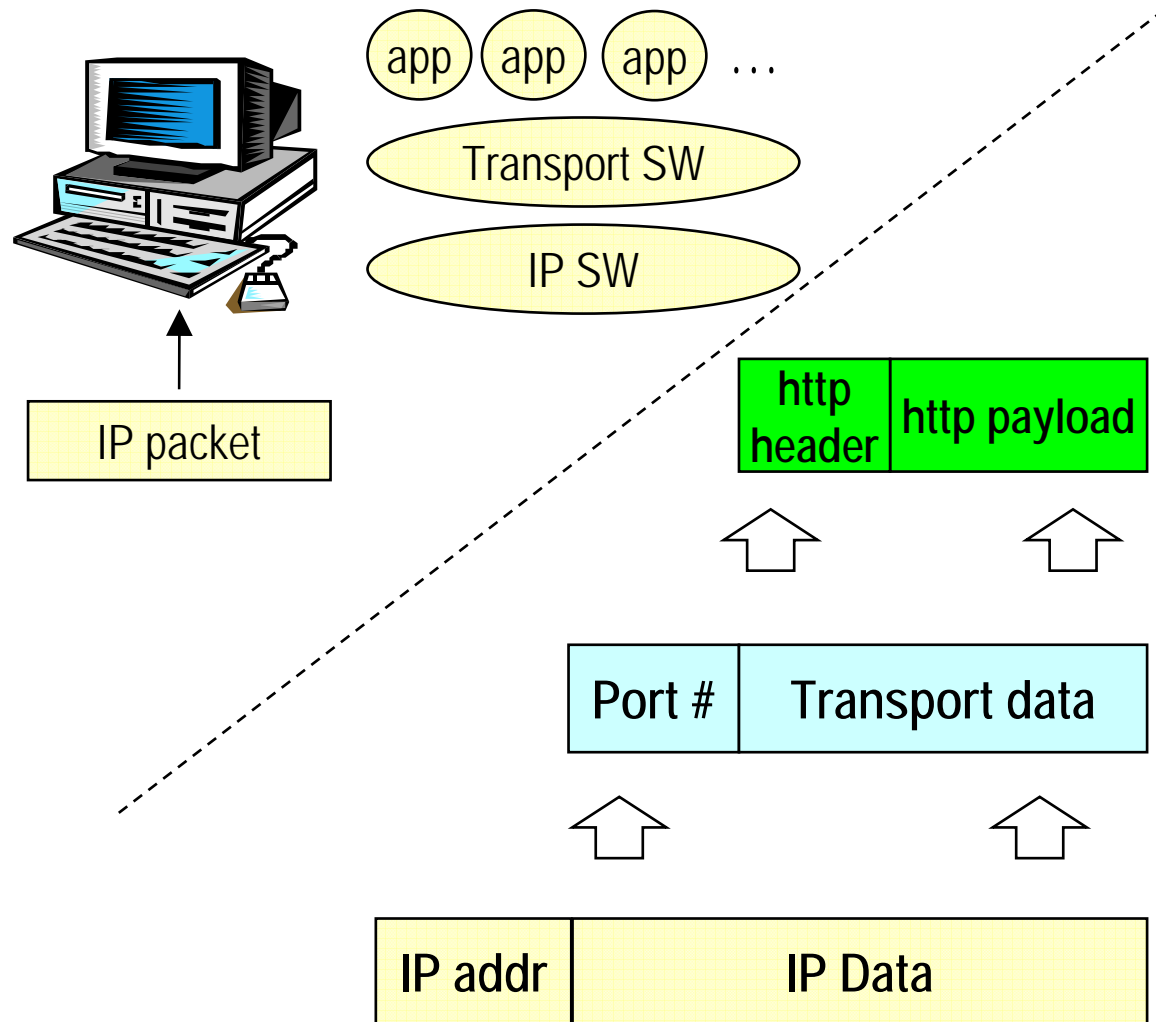 app app app ...
Transport SW
IP SW
IP packet
http
header
http payload
Port # Transport data
IP addr IP Data